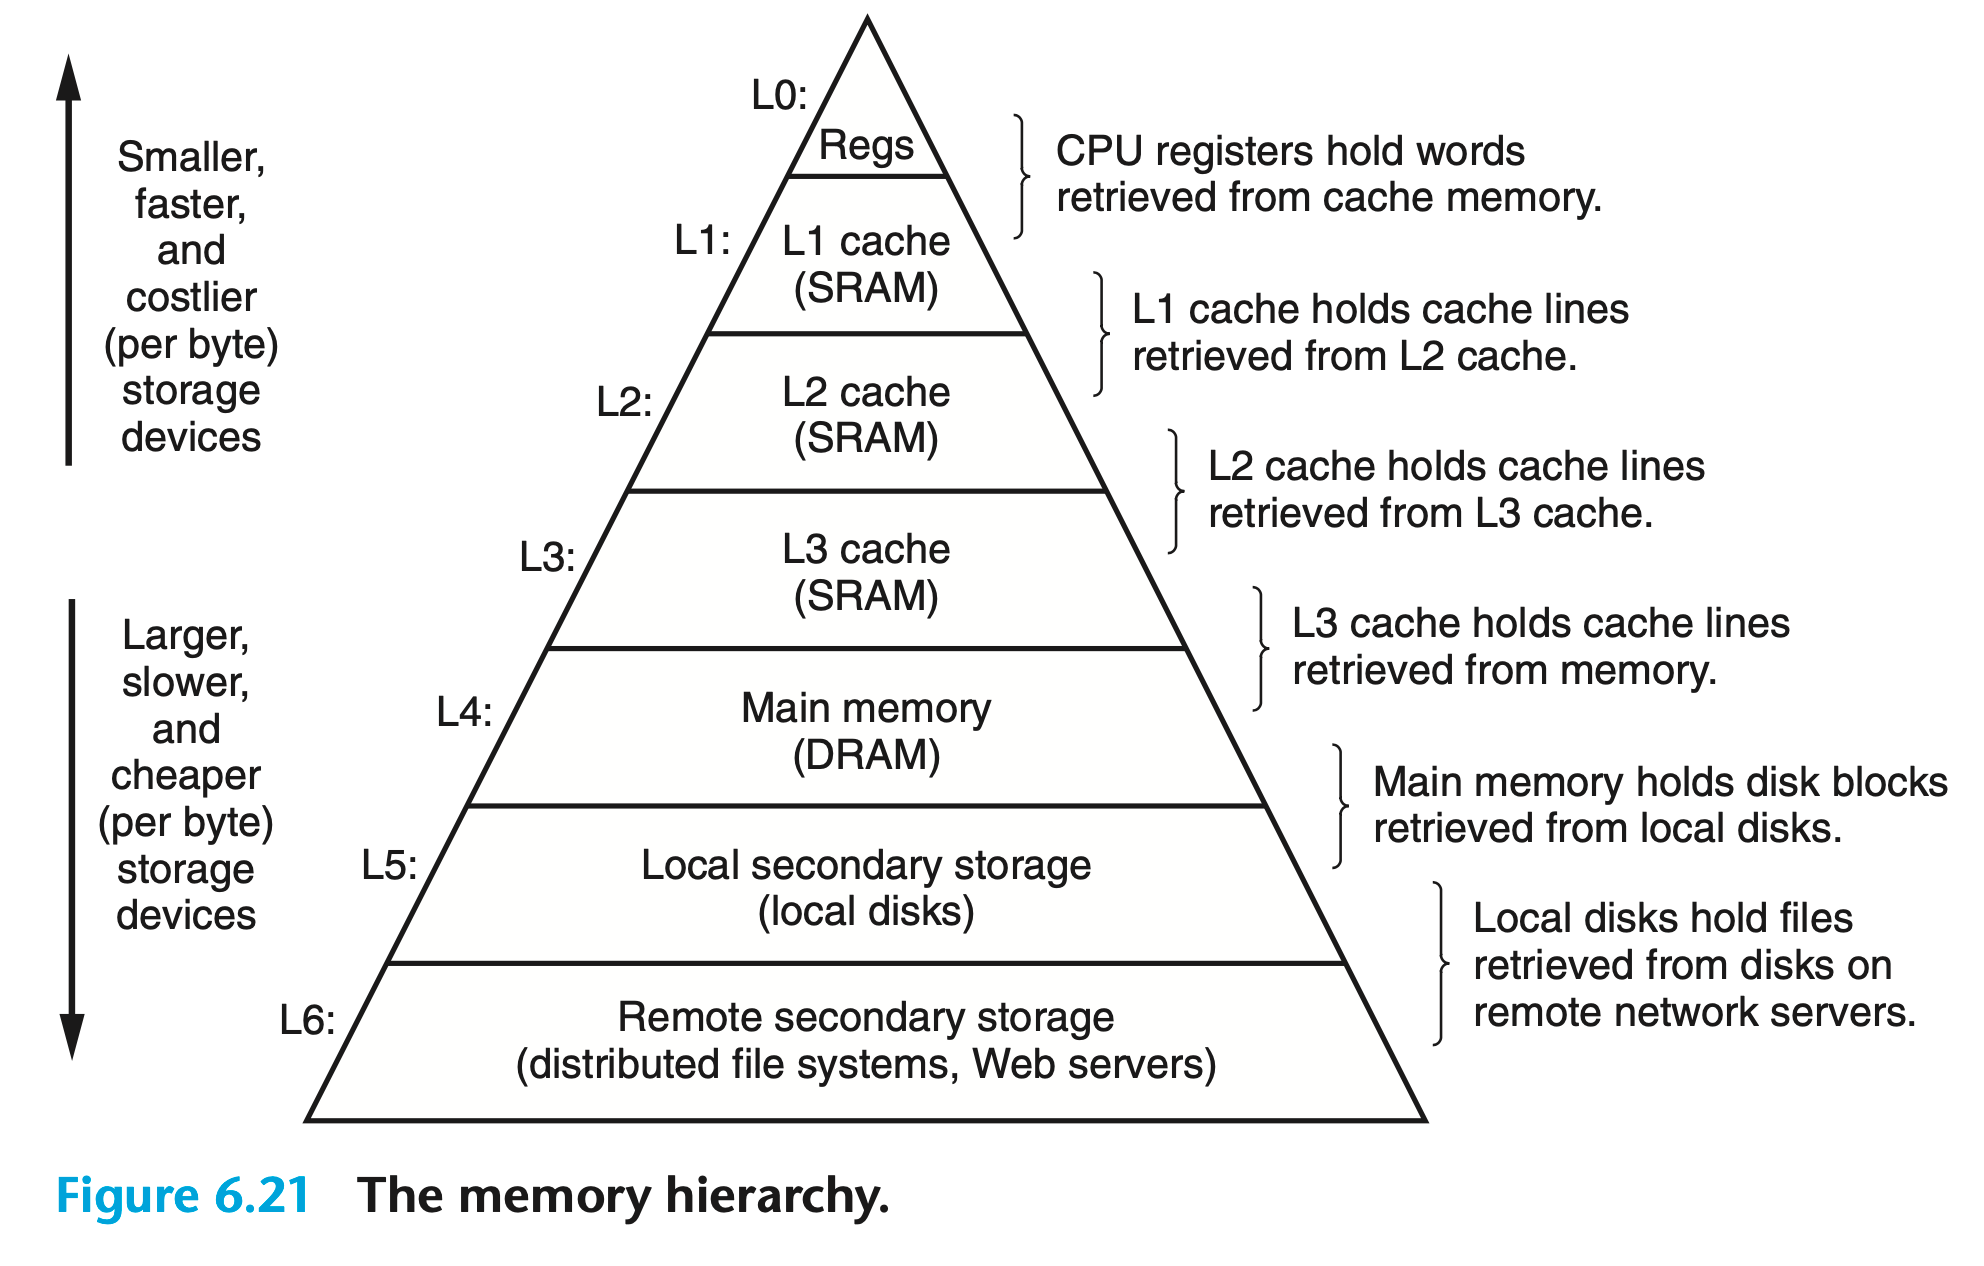 Smaller,
faster,
and
costlier
(per byte)
storage
devices
Larger,
slower,
and
cheaper
(per byte)
storage
devices
L0:
Regs
L1:
L1 cache
(SRAM)
L2:
L2 cache
(SRAM)
L3:
L3 cache
(SRAM)
L4:
Main memory
(DRAM)
L5:
Local secondary storage
(local disks)
L6:
Remote secondary storage
(distributed file systems, Web servers)
CPU registers hold words
retrieved from cache memory.
L1 cache holds cache lines
retrieved from L2 cache.
L2 cache holds cache lines
retrieved from L3 cache.
L3 cache holds cache lines
retrieved from memory.
Main memory holds disk blocks
retrieved from local disks.
Local disks hold files
retrieved from disks on
remote network servers.
Figure 6.21 The memory hierarchy.